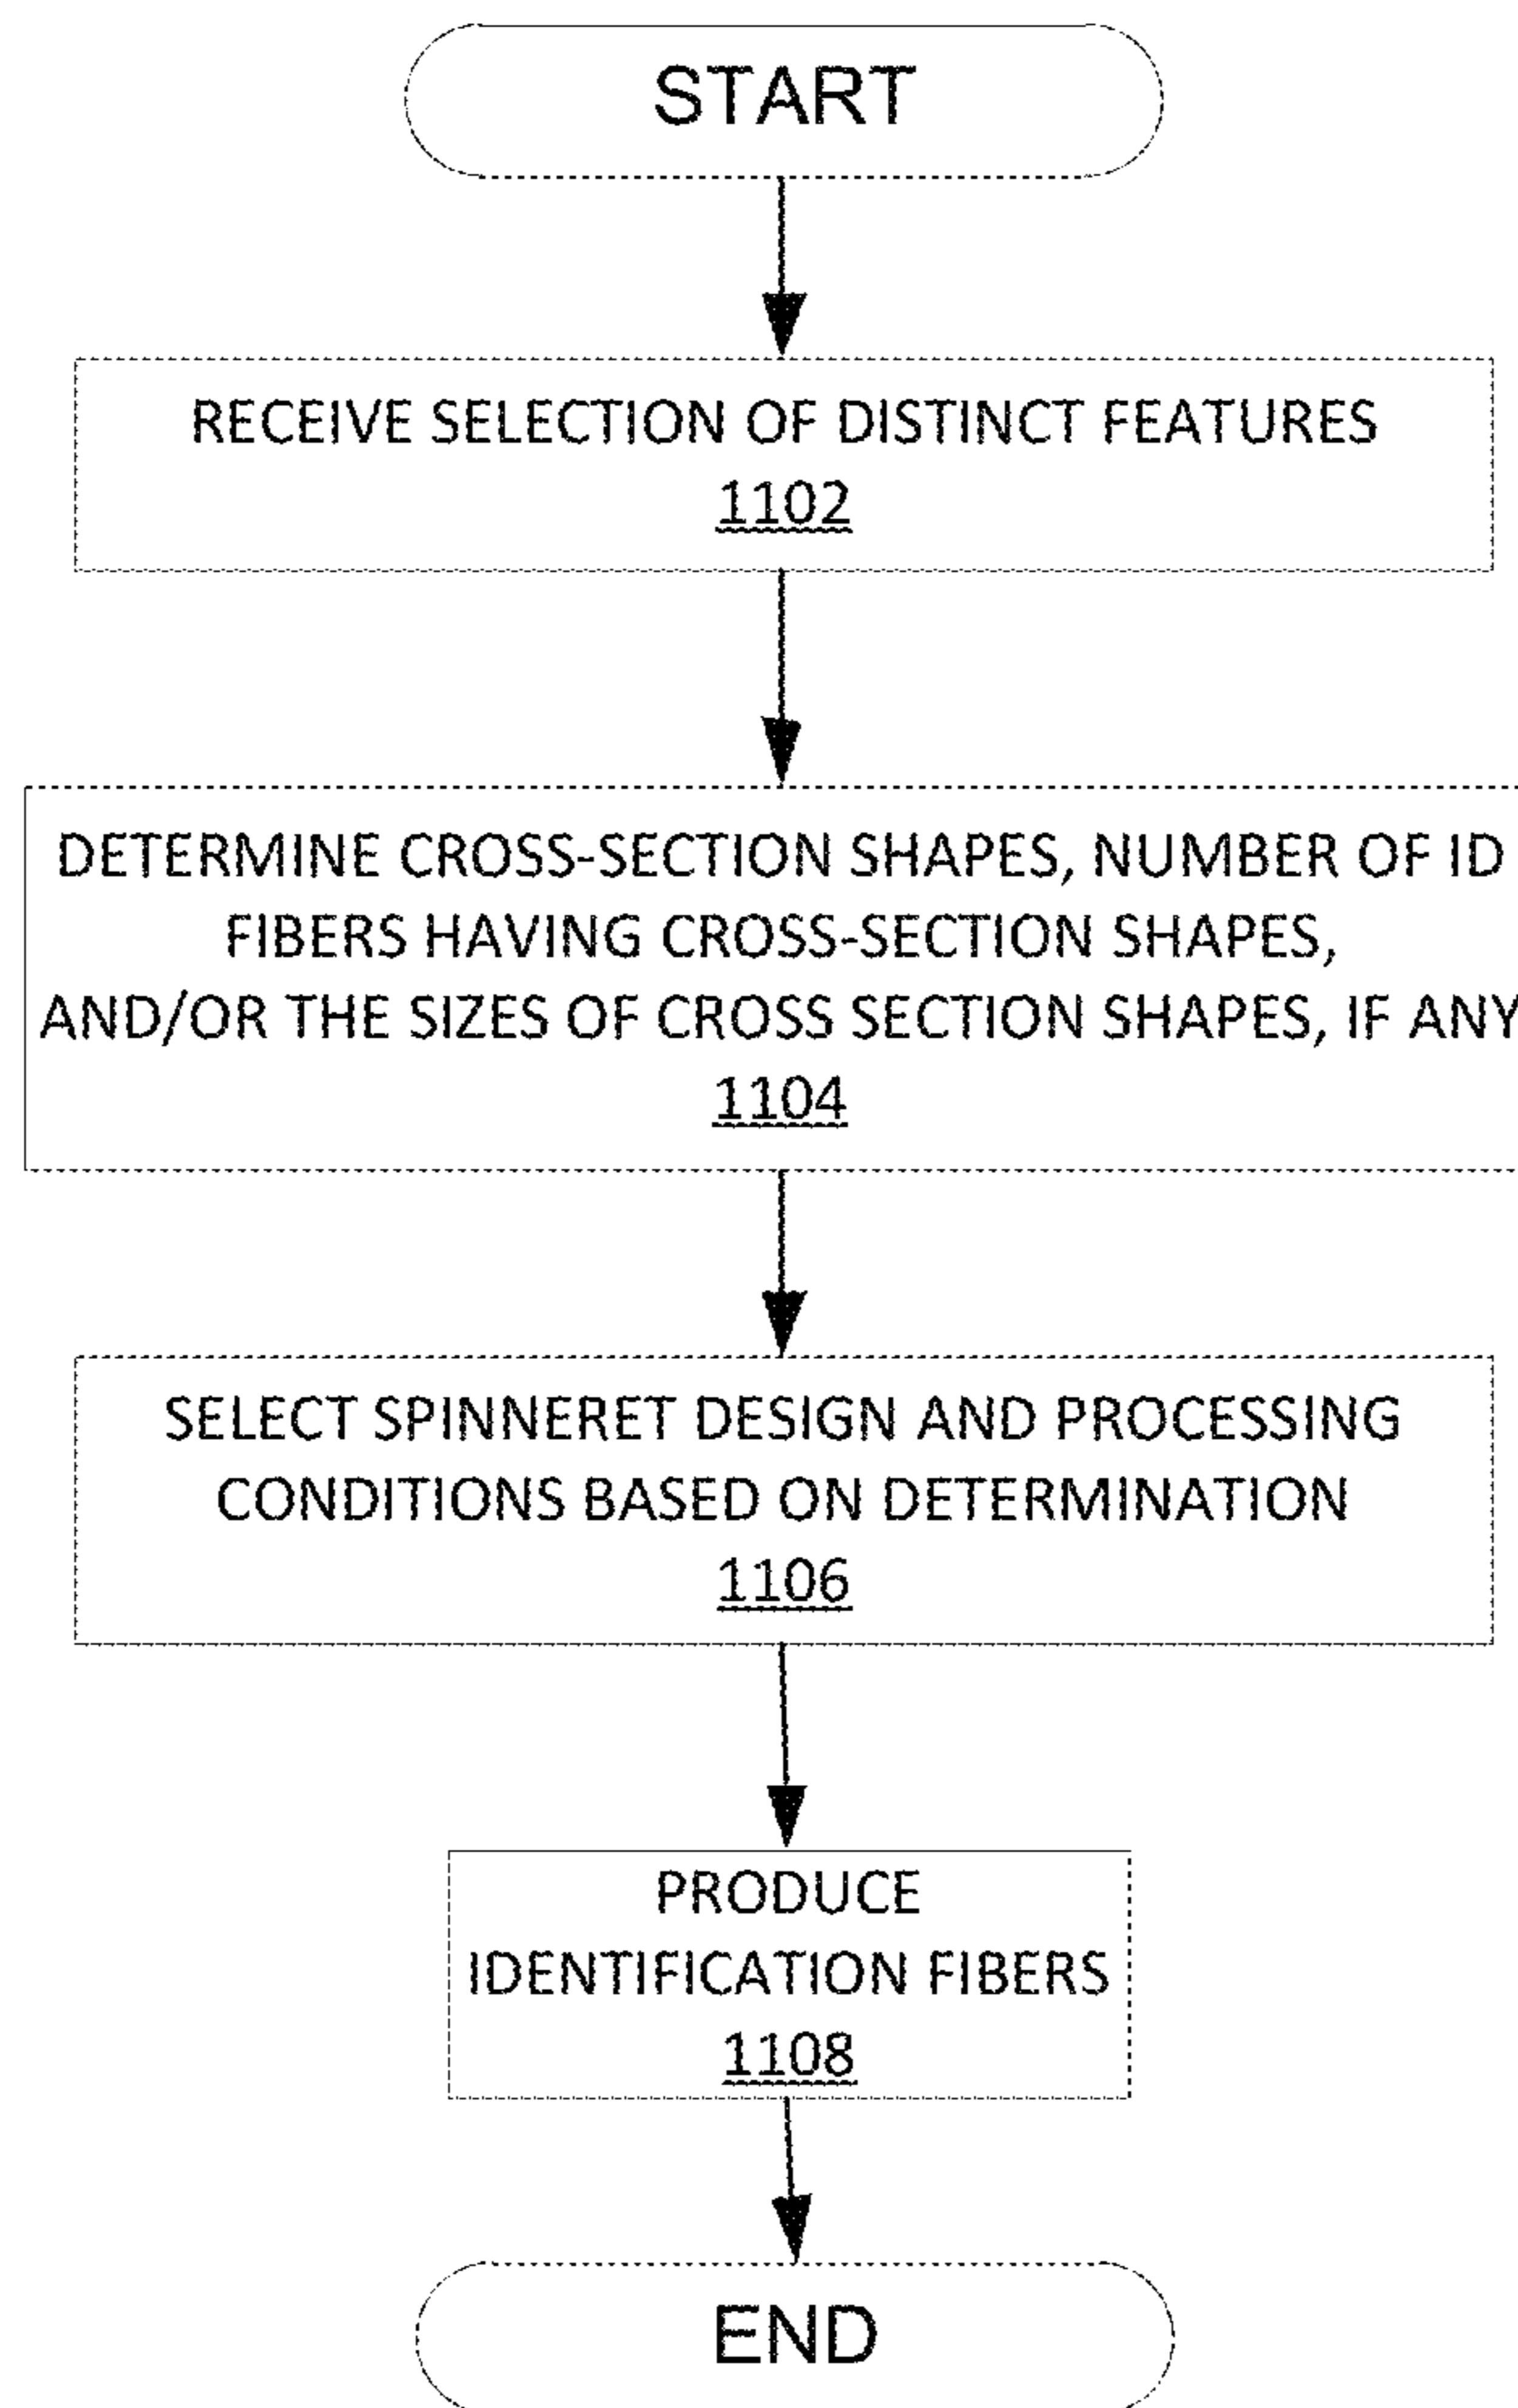 START
RECEIVE SELECTION OF DISTINCT FEATURES
1102
DETERMINE CROSS-SECTION SHAPES, NUMBER OF ID
FIBERS HAVING CROSS-SECTION SHAPES,
AND/OR THE SIZES OF CROSS SECTION SHAPES, IF ANY
1104
SELECT SPINNERET DESIGN AND PROCESSING
CONDITIONS BASED ON DETERMINATION
1106
PRODUCE
IDENTIFICATION FIBERS
1108
END